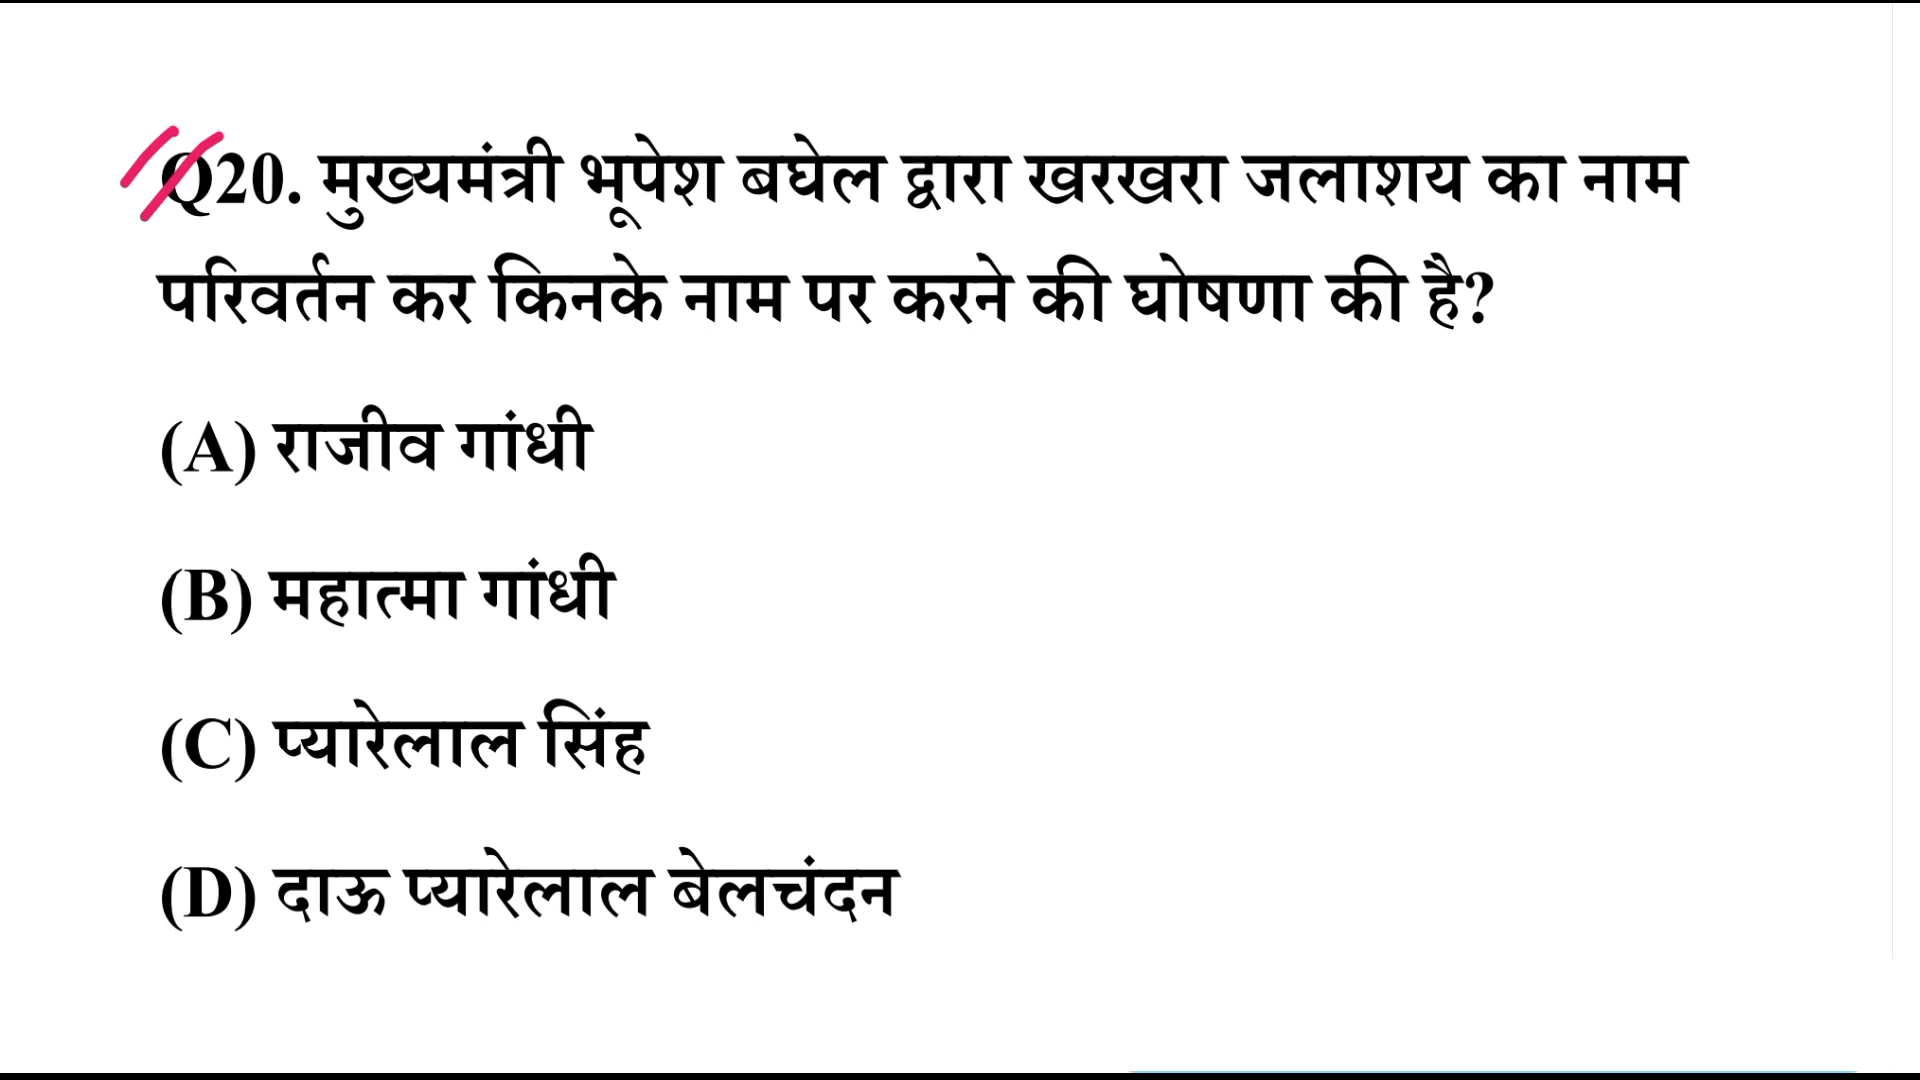 Q20. मुख्यमंत्री भूपेश बघेल द्वारा खरखरा जलाशय का नाम
परिवर्तन कर किनके नाम पर करने की घोषणा की है?
(A) राजीव गांधी
(B) महात्मा गांधी
(C) प्यारेलाल सिंह
(D) दाऊ प्यारेलाल बेलचंदन